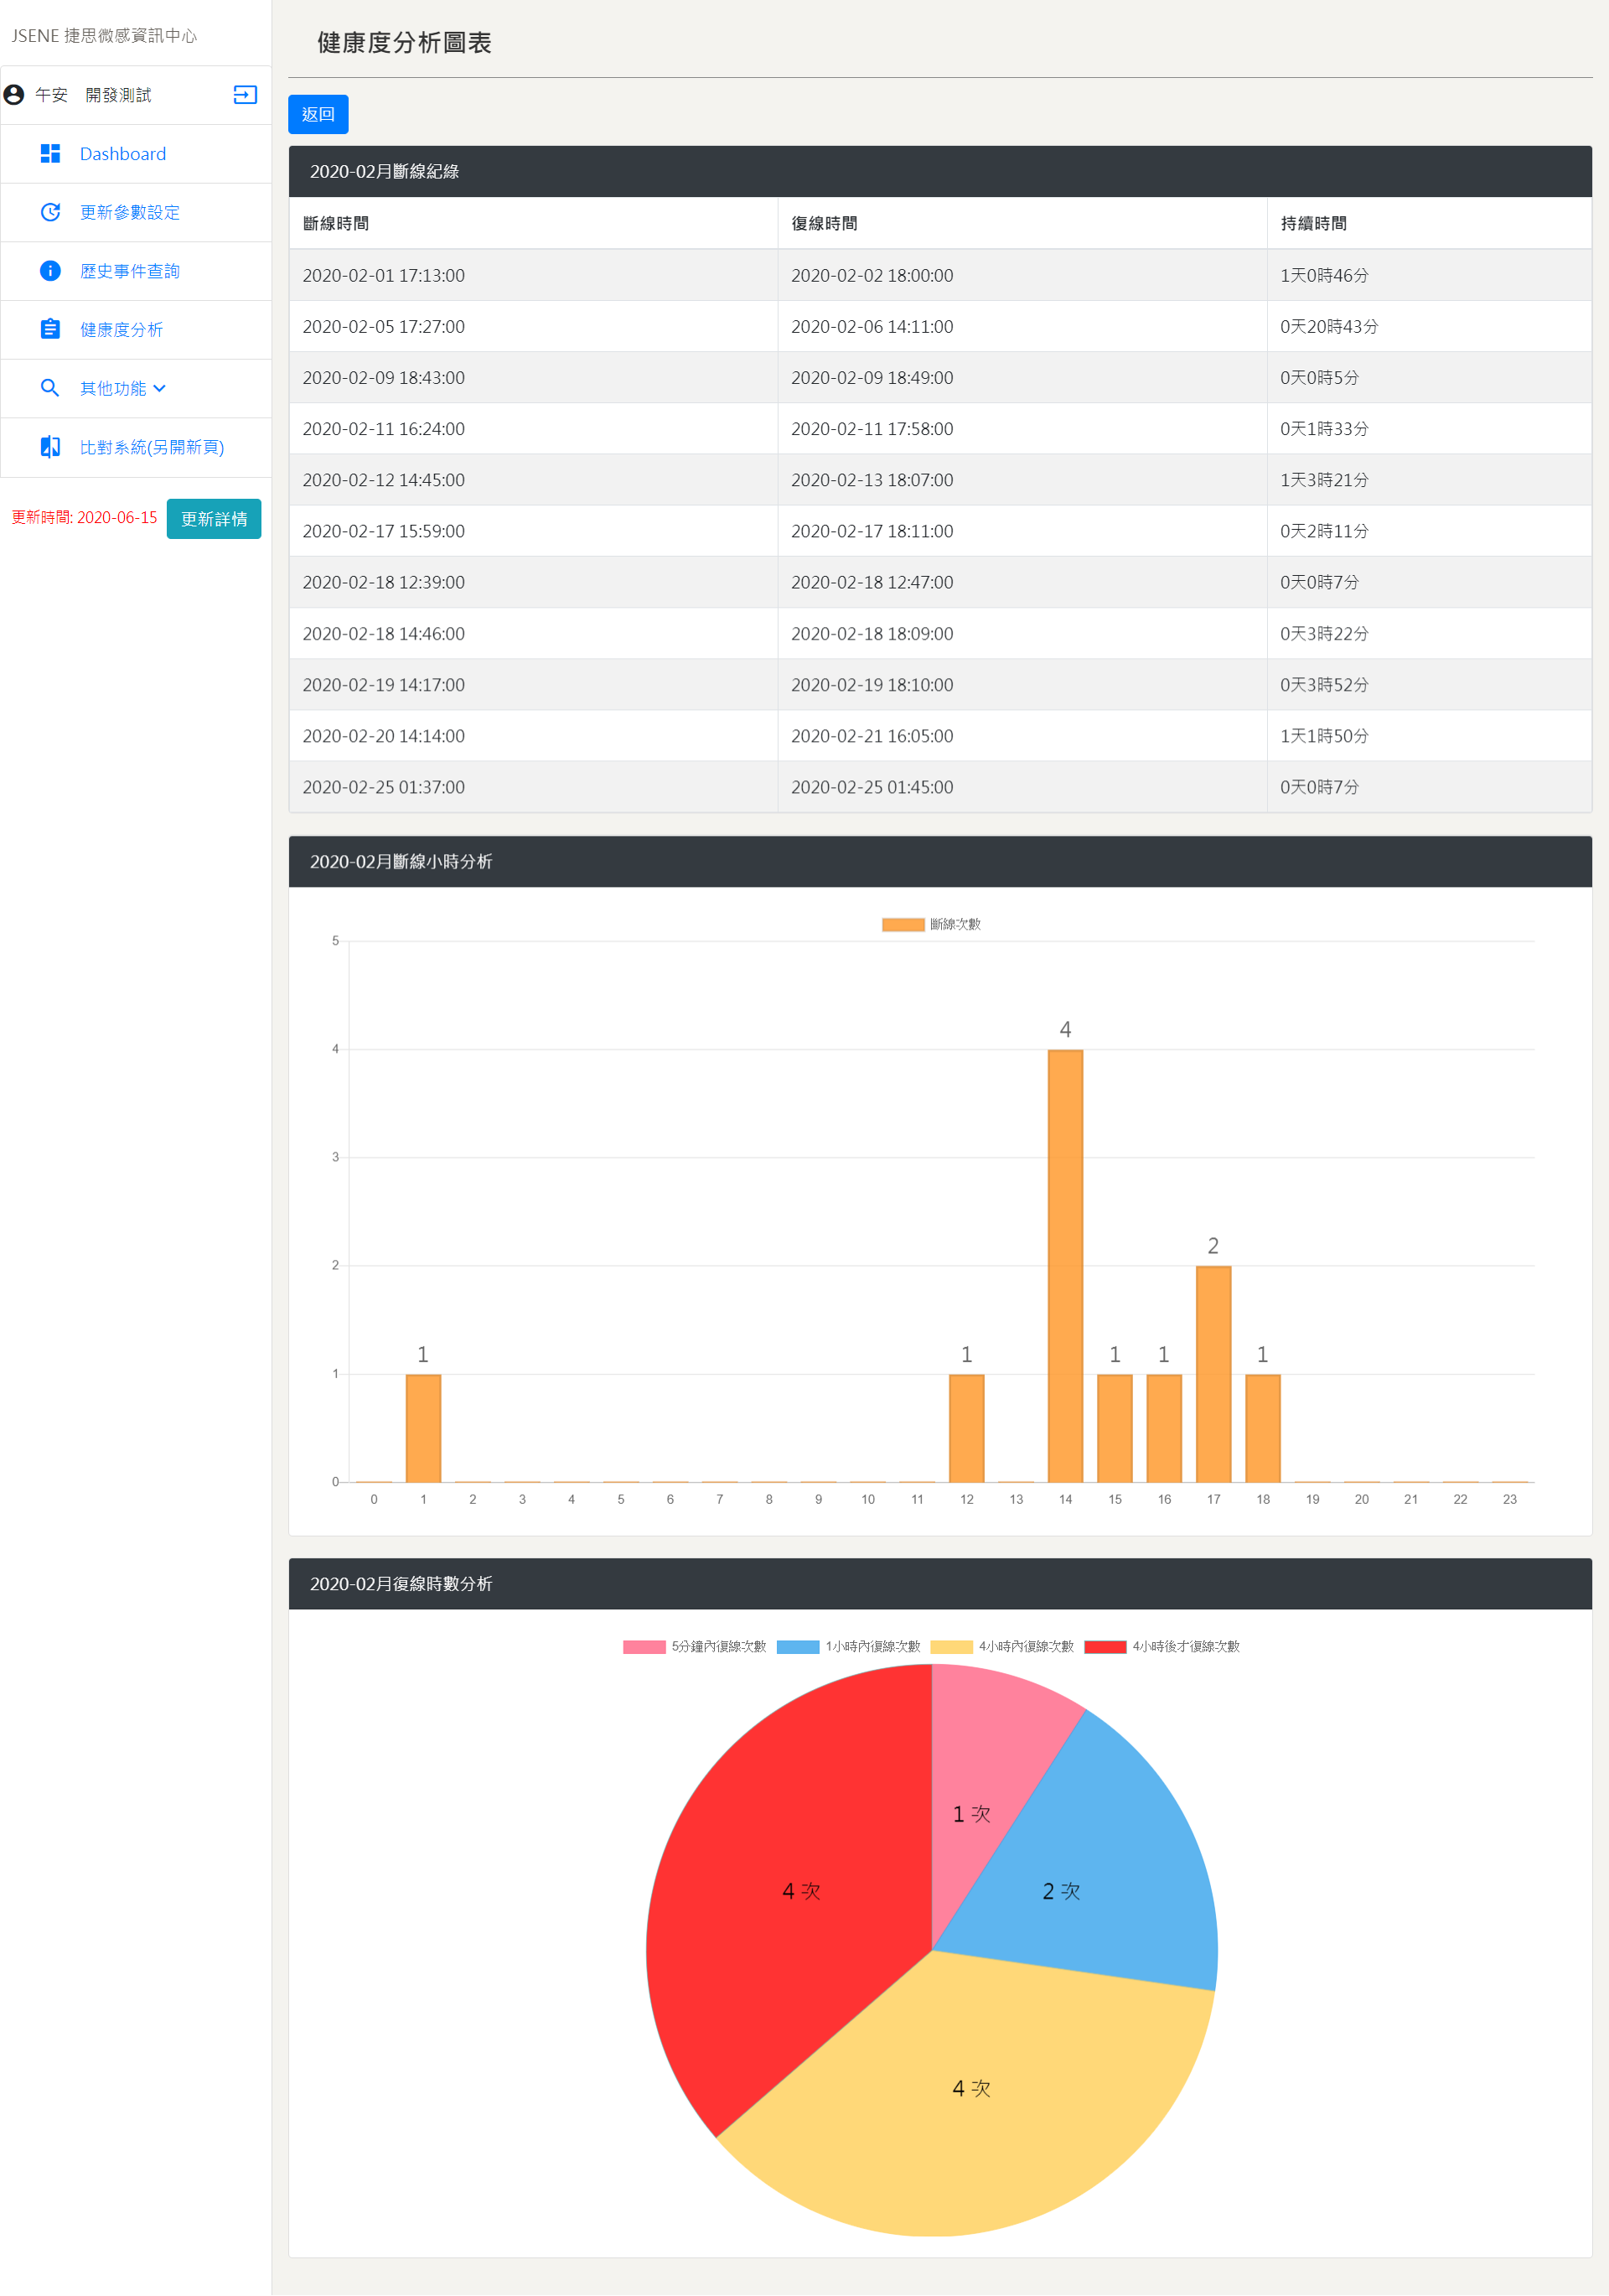 JSENE 捷思微感資訊中心
午安 開發測試
Dashboard
更新參數設定
歷史事件查詢
健康度分析
其他功能
比對系統(另開新頁)
更新時間: 2020-06-15 更新詳情
健康度分析圖表
返回
2020-02月斷線紀綠
斷線時間 復線時間 持續時間
2020-02-01 17:13:00 2020-02-02 18:00:00 1天0時46分
2020-02-05 17:27:00 2020-02-06 14:11:00 0天20時43分
2020-02-09 18:43:00 2020-02-09 18:49:00 0天0時5分
2020-02-11 16:24:00 2020-02-11 17:58:00 0天1時33分
2020-02-12 14:45:00 2020-02-13 18:07:00 1天3時21分
2020-02-17 15:59:00 2020-02-17 18:11:00 0天2時11分
2020-02-18 12:39:00 2020-02-18 12:47:00 0天0時7分
2020-02-18 14:46:00 2020-02-18 18:09:00 0天3時22分
2020-02-19 14:17:00 2020-02-19 18:10:00 0天3時52分
2020-02-20 14:14:00 2020-02-21 16:05:00 1天1時50分
2020-02-25 01:37:00 2020-02-25 01:45:00 0天0時7分
2020-02月斷線小時分析
斷線次數
5
4
4
3
2
2
1
1 1 1 1 1
0
0 1 2 3 4 5 6 7 8 9 10 11 12 13 14 15 16 17 18 19 20 21 22 23
2020-02月復線時數分析
5分鐘內復線次數 1小時內復線次數 4小時內復線次數 4小時後才復線次數
1 次
4 次 2 次
4 次